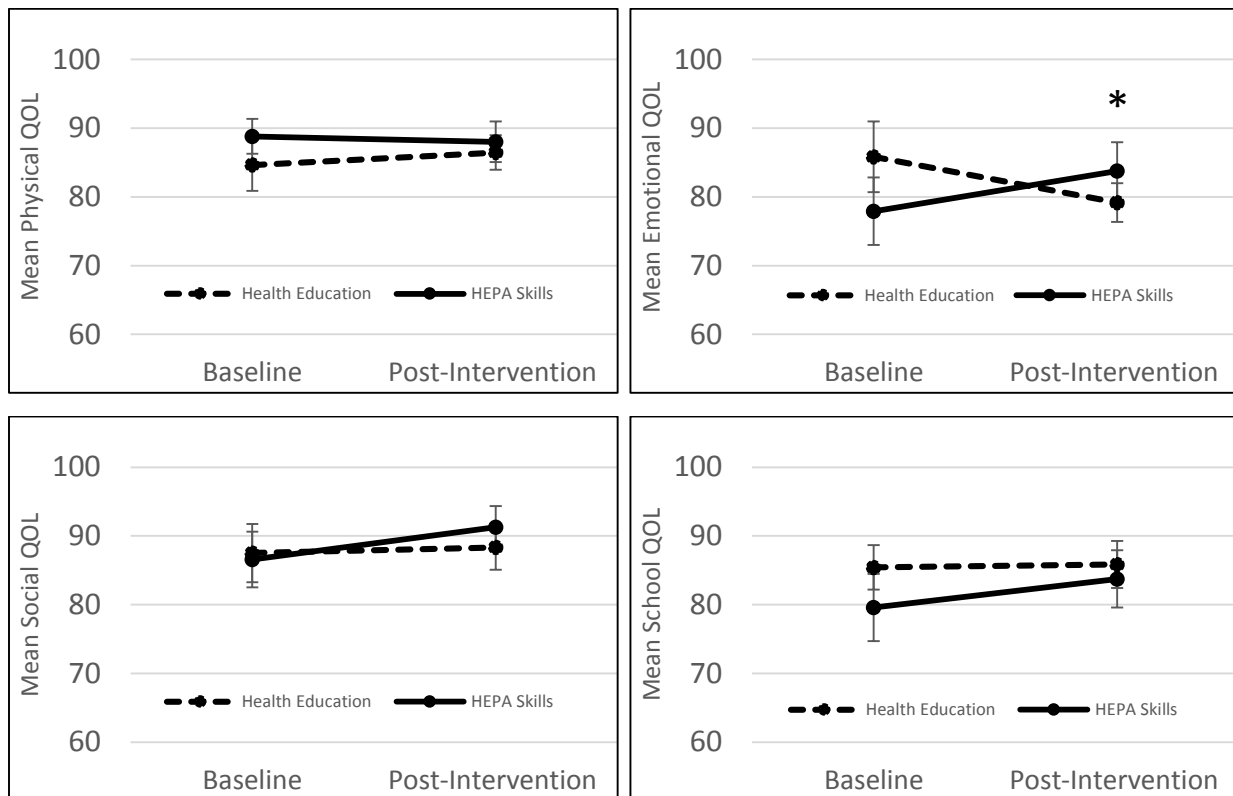 Mean Physical QOL
100
90
80
70
60
Health Education
HEPA Skills
Baseline
Post-Intervention
Mean Emotional QOL
100
90
80
70
60
*
Health Education
HEPA Skills
Baseline
Post-Intervention
Mean Social QOL
100
90
80
70
60
Health Education
HEPA Skills
Baseline
Post-Intervention
Mean School QOL
100
90
80
70
60
Health Education
HEPA Skills
Baseline
Post-Intervention